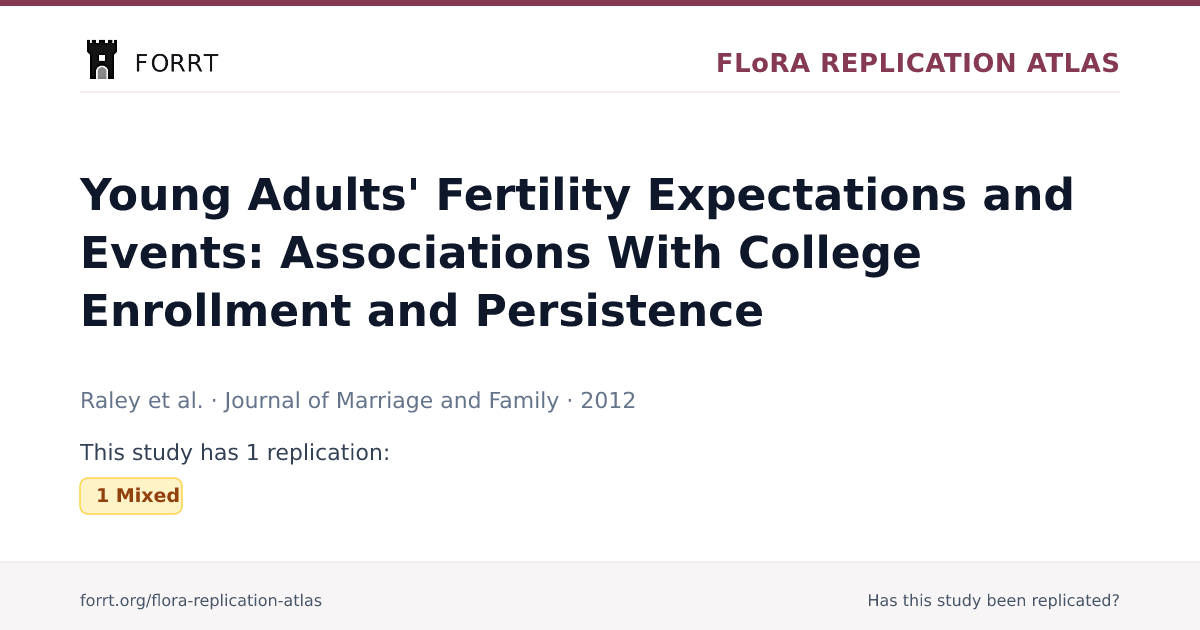 FORRT
FLoRA REPLICATION ATLAS
Young Adults' Fertility Expectations and
Events: Associations With College
Enrollment and Persistence
Raley et al. · Journal of Marriage and Family · 2012
This study has 1 replication:
1 Mixed
forrt.org/flora-replication-atlas
Has this study been replicated?